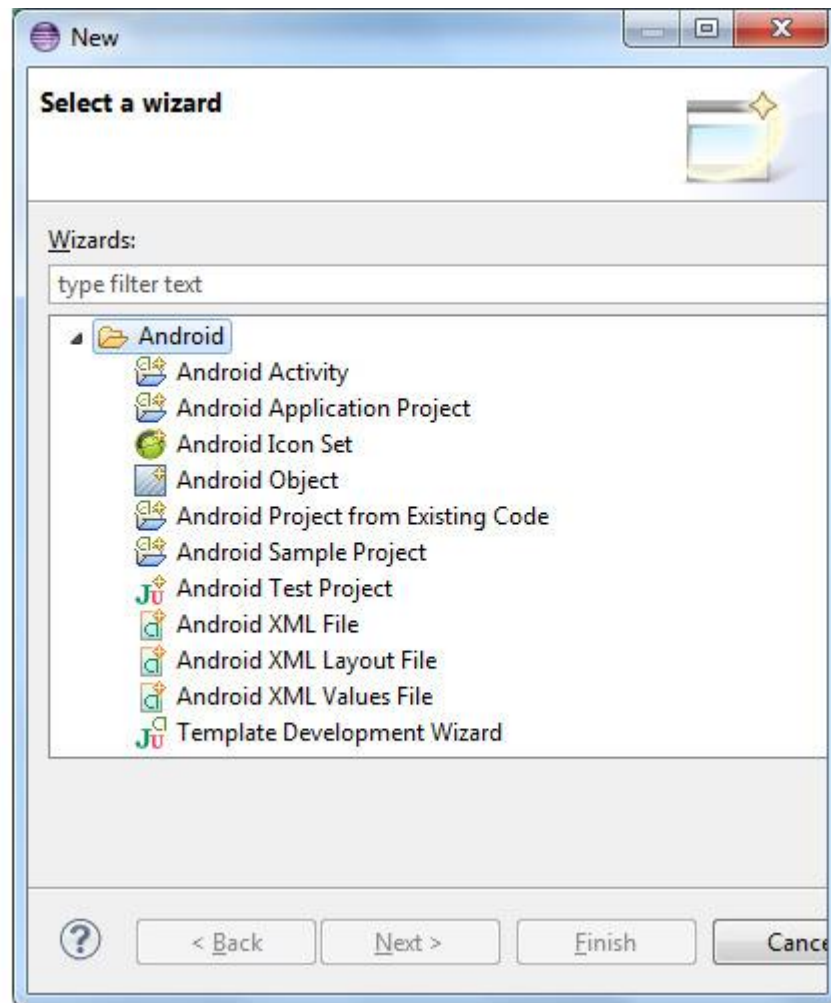 New
Select a wizard
Wizards:
type filter text
Android
Android Activity
Android Application Project
Android Icon Set
Android Object
Android Project from Existing Code
Android Sample Project
Android Test Project
Android XML File
Android XML Layout File
Android XML Values File
Template Development Wizard
< Back Next > Finish Cance